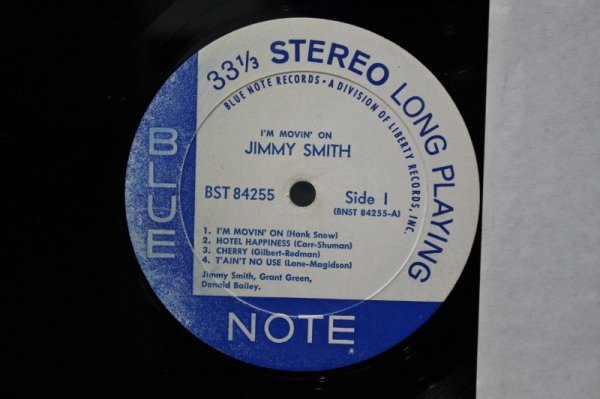 33⅓ STEREO LONG PLAYING
BLUE NOTE RECORDS • A DIVISION OF LIBERTY RECORDS, INC.
I'M MOVIN' ON
JIMMY SMITH
BST 84255 Side 1
(BNST 84255-A)
1. I'M MOVIN' ON (Hank Snow)
2. HOTEL HAPPINESS (Carr-Shuman)
3. CHERRY (Gilbert-Redman)
4. T'AIN'T NO USE (Lane-Magidson)
Jimmy Smith, Grant Green,
Donald Bailey.
BLUE
NOTE
®